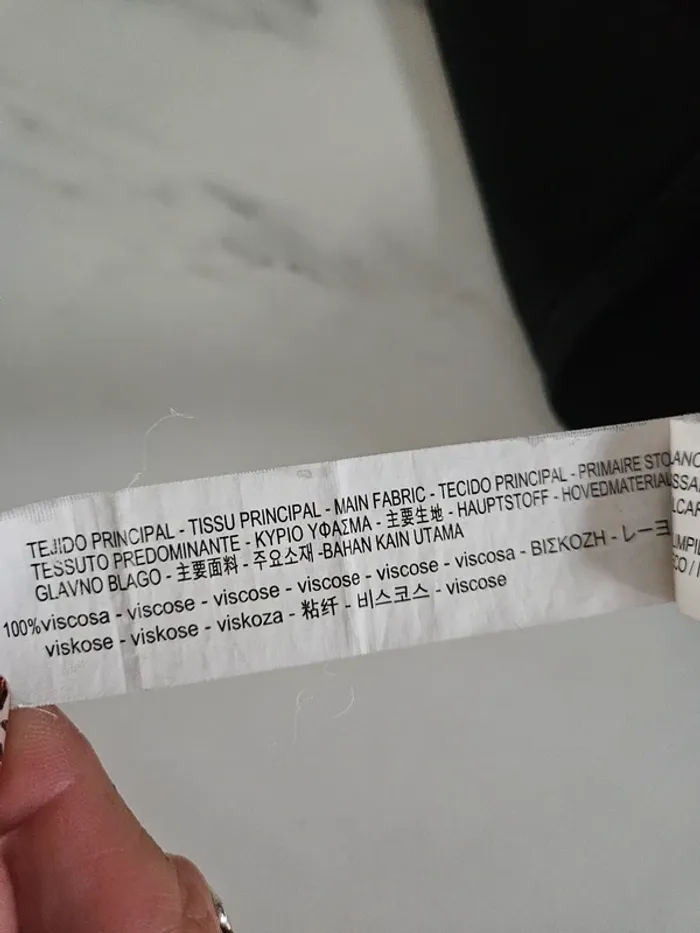 TEJIDO PRINCIPAL - TISSU PRINCIPAL - MAIN FABRIC - TECIDO PRINCIPAL - PRIMAIRE
TESSUTO PREDOMINANTE - ΚΥΡΙΟ ΥΦΑΣΜΑ - 主要生地 - HAUPTSTOFF - HOVEDMATERIAL
GLAVNO BLAGO - 主要面料 - 주요소재 -BAHAN KAIN UTAMA
100%viscosa - viscose - viscose - viscose - viscose - viscosa - ΒΙΣΚΟΖΗ - レーヨ
viskose - viskose - viskoza - 粘纤 - 비스코스 - viscose